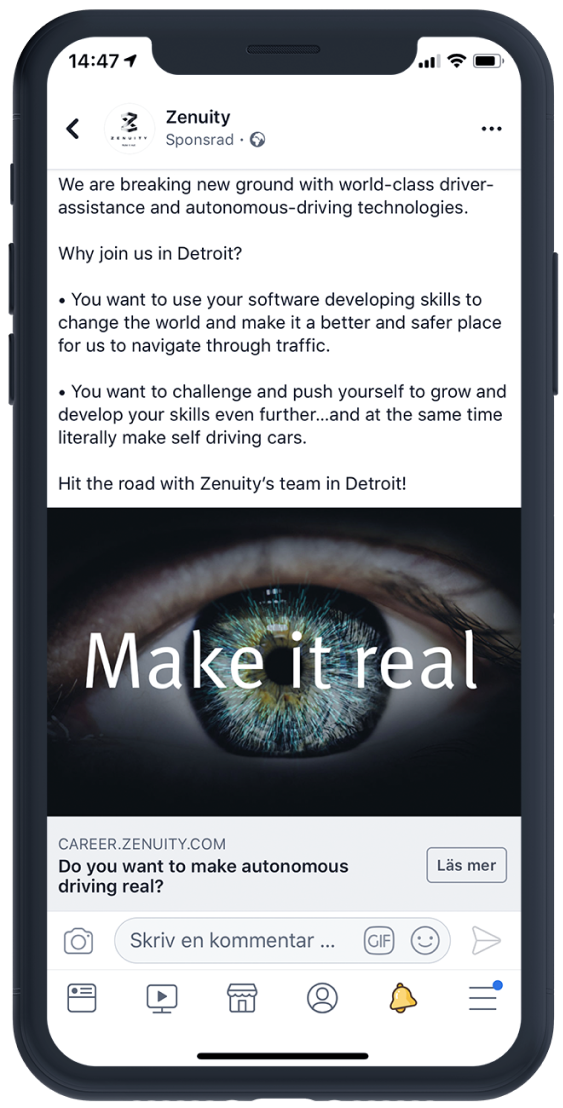 14:47
Zenuity
Sponsrad ·
ZENUITY
We are breaking new ground with world-class driver-
assistance and autonomous-driving technologies.
Why join us in Detroit?
• You want to use your software developing skills to
change the world and make it a better and safer place
for us to navigate through traffic.
• You want to challenge and push yourself to grow and
develop your skills even further...and at the same time
literally make self driving cars.
Hit the road with Zenuity's team in Detroit!
Make it real
CAREER.ZENUITY.COM
Do you want to make autonomous
driving real?
Läs mer
Skriv en kommentar ...
GIF